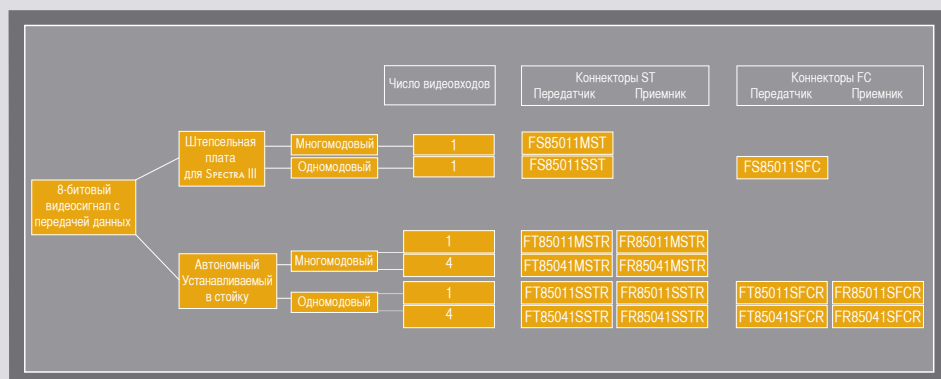 Число видеовходов
Коннекторы ST
Передатчик Приемник
Коннекторы FC
Передатчик Приемник
Штепсельная
плата
для SPECTRA III
Многомодовый
1
FS85011MST
Одномодовый
1
FS85011SST
FS85011SFC
8-битовый
видеосигнал с
передачей данных
Автономный
Устанавливаемый
в стойку
Многомодовый
1
FT85011MSTR FR85011MSTR
4
FT85041MSTR FR85041MSTR
Одномодовый
1
FT85011SSTR FR85011SSTR
FT85011SFCR FR85011SFCR
4
FT85041SSTR FR85041SSTR
FT85041SFCR FR85041SFCR